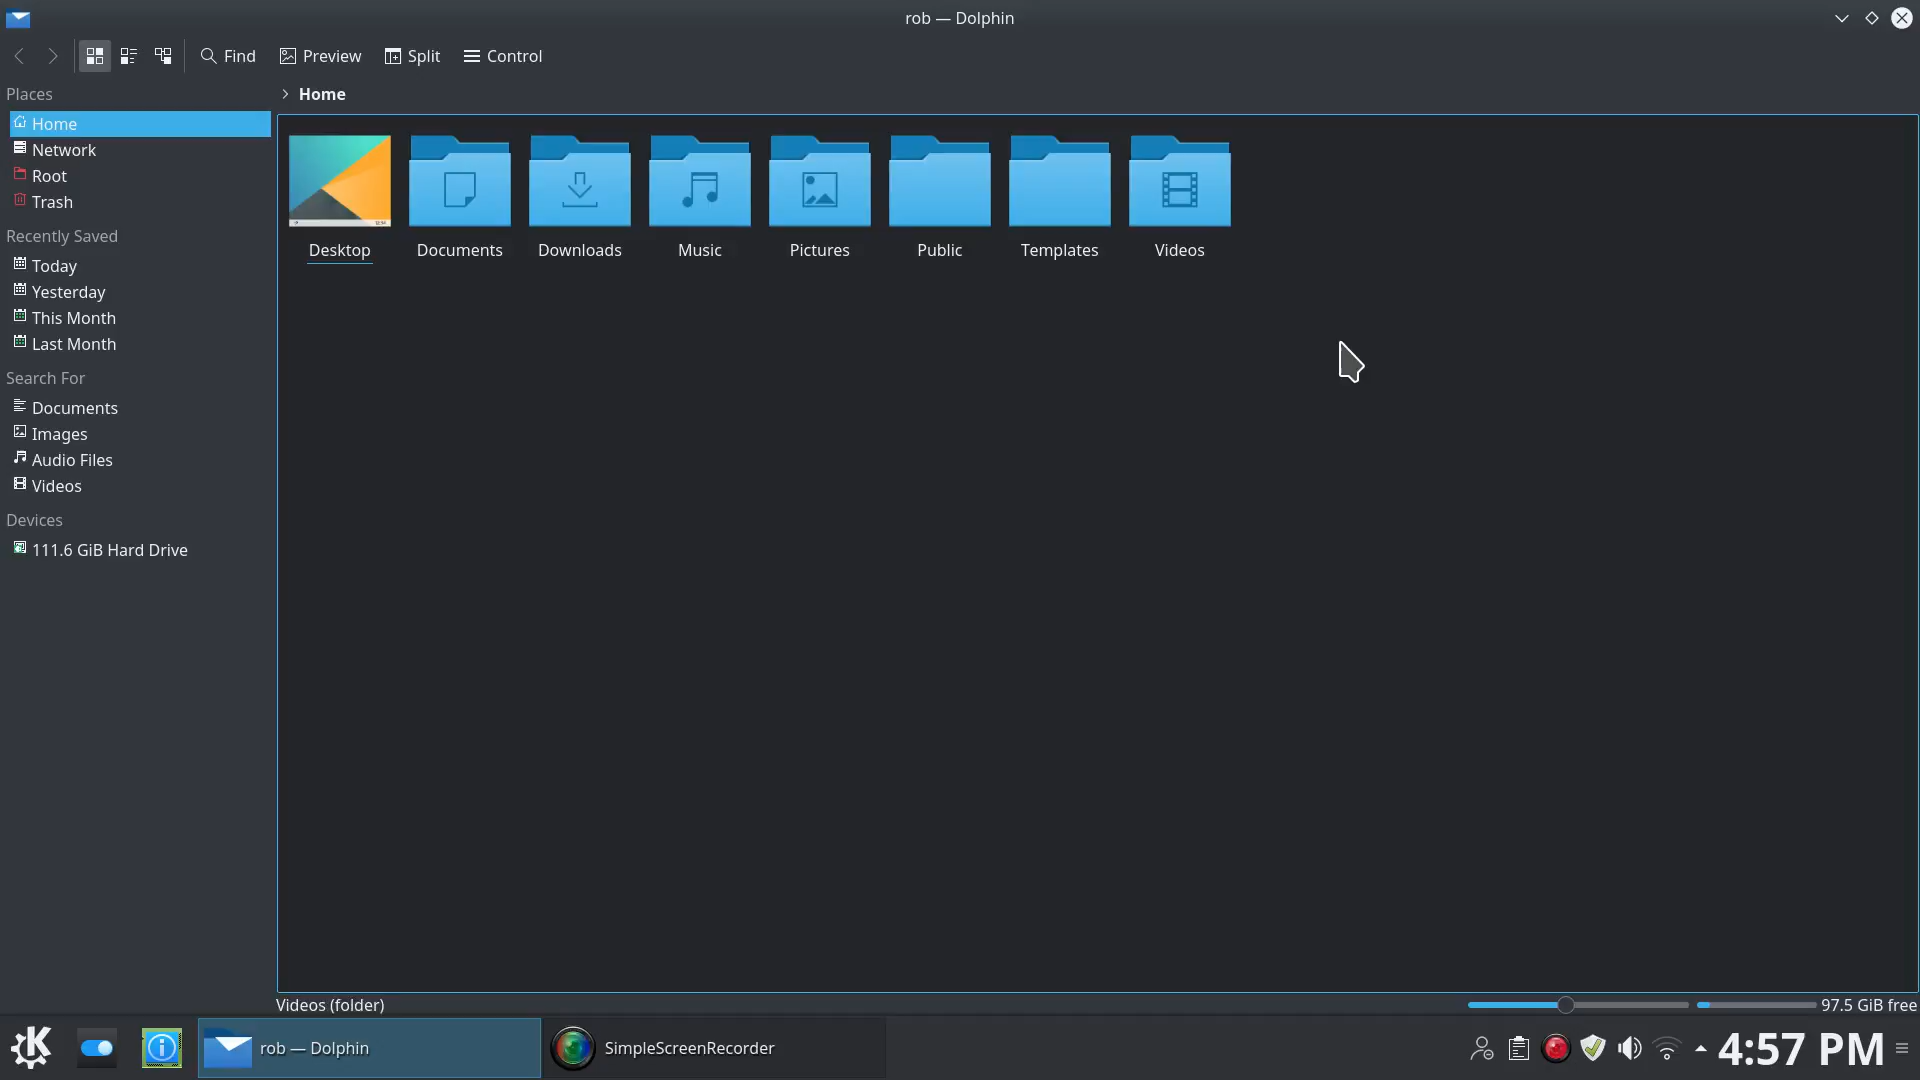 rob — Dolphin
Find
Preview
Split
Control
Places
Home
Network
Root
Trash
Recently Saved
Today
Yesterday
This Month
Last Month
Search For
Documents
Images
Audio Files
Videos
Devices
111.6 GiB Hard Drive
Home
Desktop
Documents
Downloads
Music
Pictures
Public
Templates
Videos
Videos (folder)
97.5 GiB free
rob — Dolphin
SimpleScreenRecorder
4:57 PM